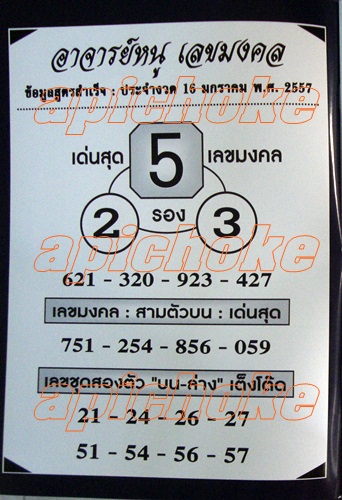 อาจารย์หนู เลขมงคล
ข้อมูลสูตรสำเร็จ : ประจำงวด 16 มกราคม พ.ศ. 2557
apichoke
เด่นสุด 5 เลขมงคล
2 รอง 3
apichoke
621 - 320 - 923 - 427
เลขมงคล : สามตัวบน : เด่นสุด
751 - 254 - 856 - 059
เลขชุดสองตัว "บน-ล่าง" เต็งโต๊ด
apichoke
21 - 24 - 26 - 27
51 - 54 - 56 - 57